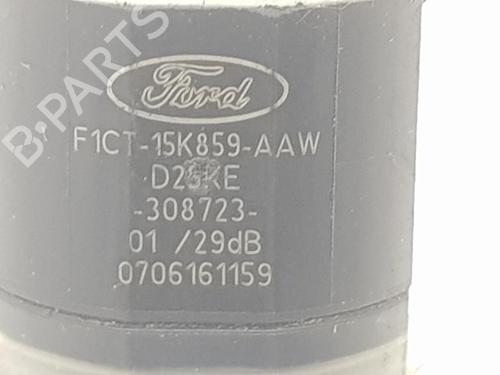 B-PARTS
Ford
F1CT-15K859-AAW
-308723-
01 /29dB
0706161159